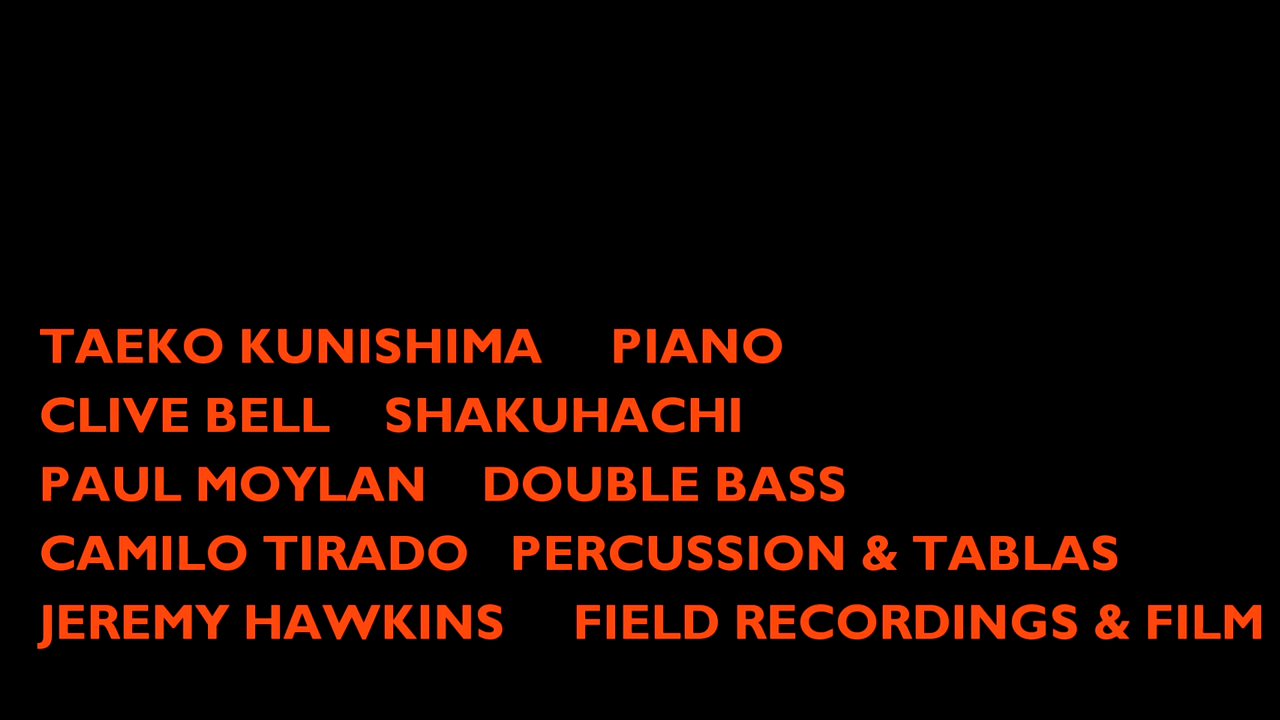 TAEKO KUNISHIMA PIANO
CLIVE BELL SHAKUHACHI
PAUL MOYLAN DOUBLE BASS
CAMILO TIRADO PERCUSSION & TABLAS
JEREMY HAWKINS FIELD RECORDINGS & FILM